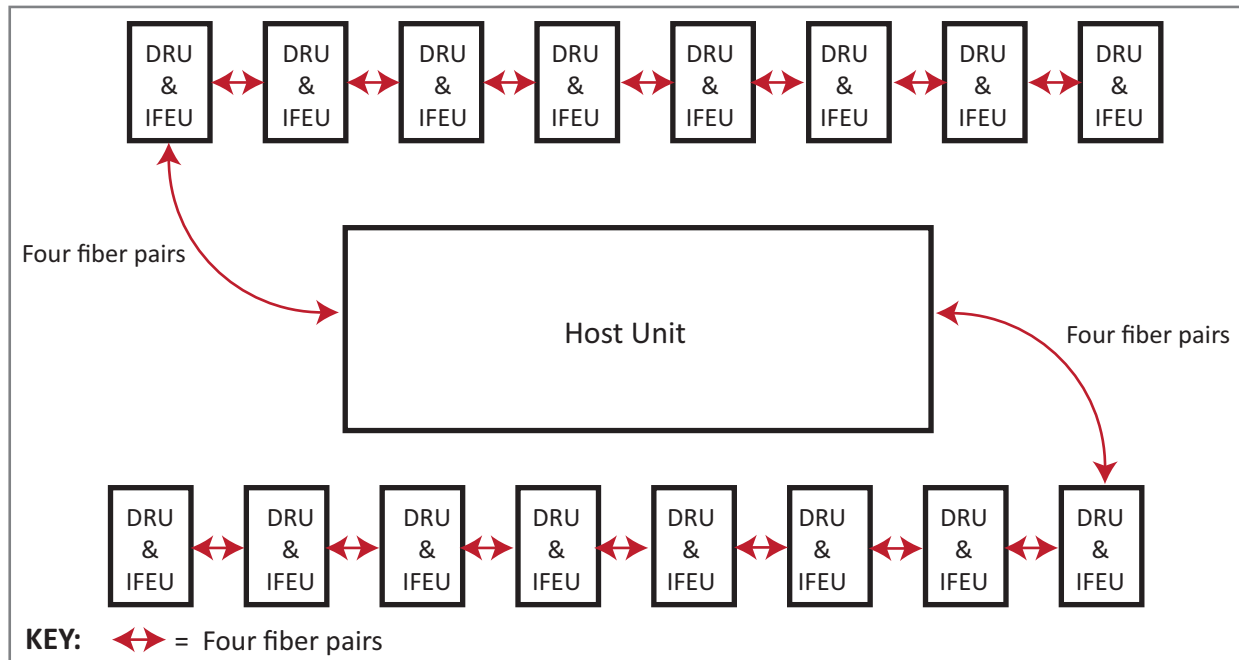 DRU DRU DRU DRU DRU DRU DRU DRU
& & & & & & & &
IFEU IFEU IFEU IFEU IFEU IFEU IFEU IFEU
Four fiber pairs
Host Unit
Four fiber pairs
DRU DRU DRU DRU DRU DRU DRU DRU
& & & & & & & &
IFEU IFEU IFEU IFEU IFEU IFEU IFEU IFEU
KEY: = Four fiber pairs